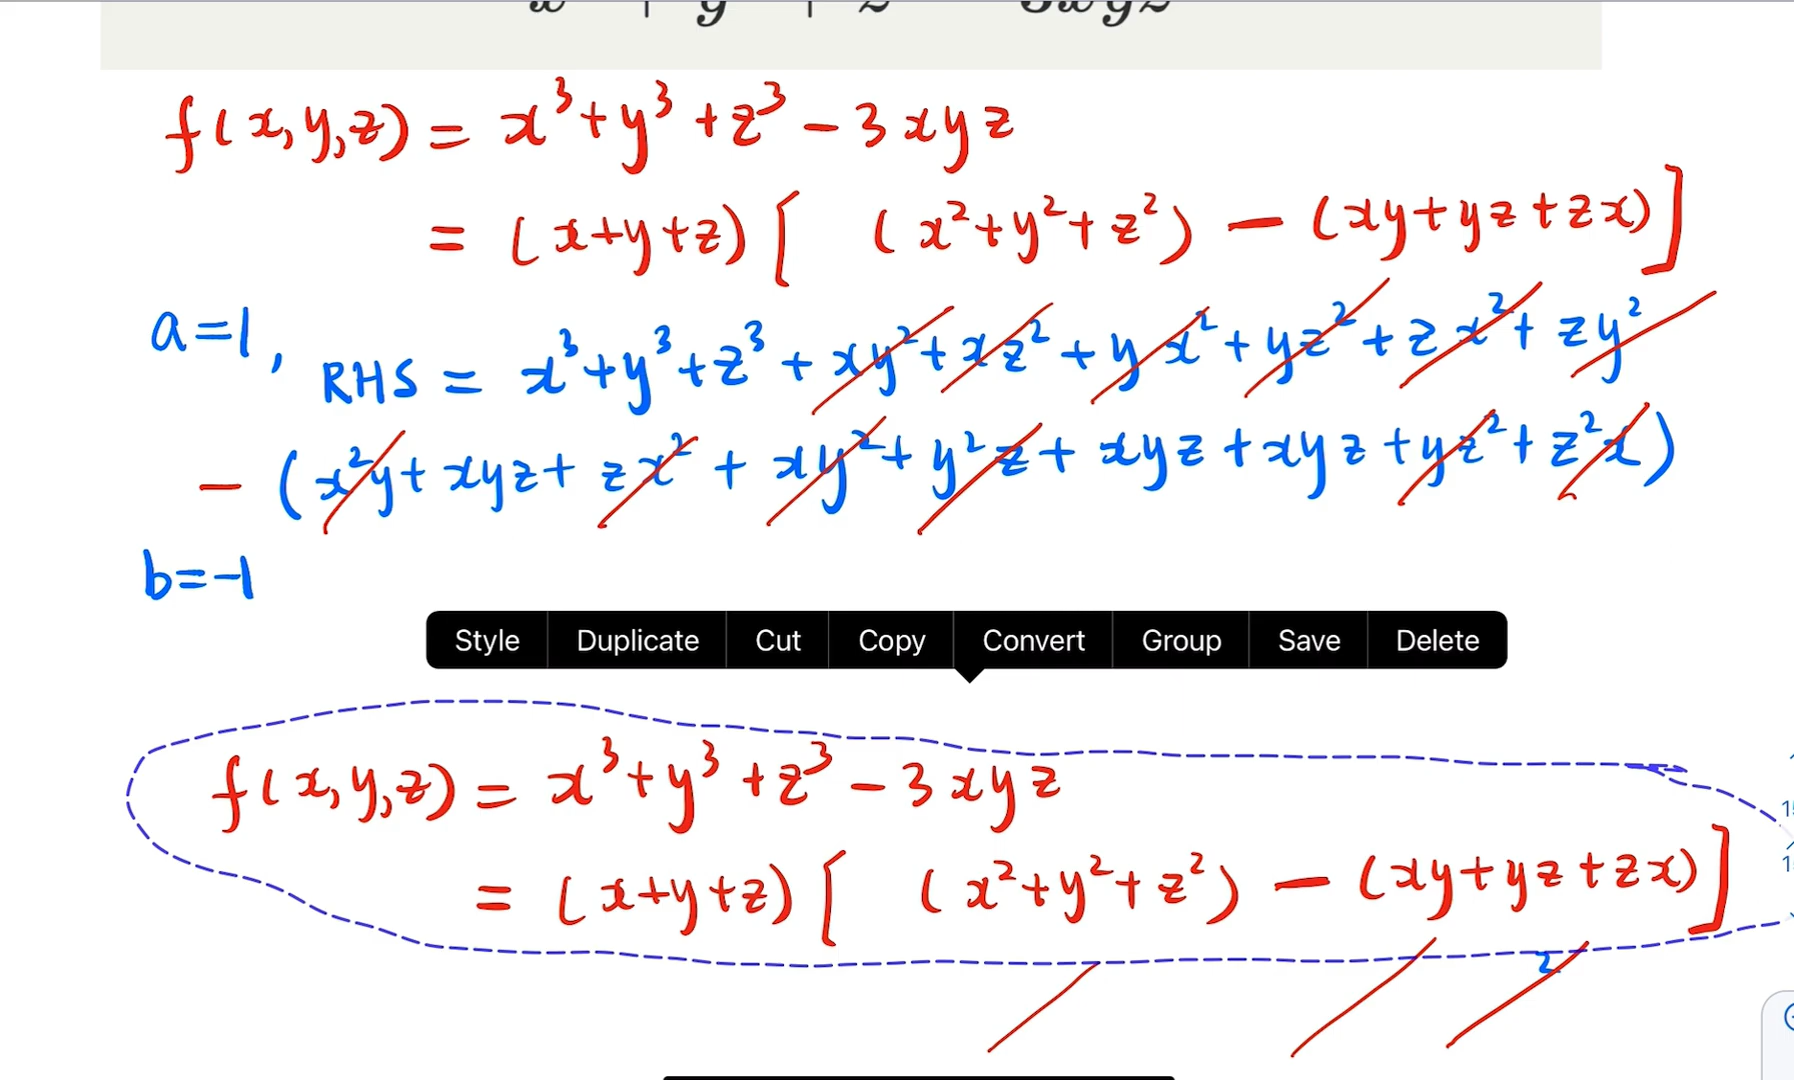 f(x,y,z) = x³+y³+z³-3xyz
= (x+y+z)[ (x²+y²+z²) - (xy+yz+zx)]
a=1, RHS = x³+y³+z³+xy²+xz²+yx²+yz²+zx²+zy²
- (x²y+xyz+zx²+xy²+y²z+xyz+xyz+yz²+z²x)
b=-1
Style Duplicate Cut Copy Convert Group Save Delete
f(x,y,z) = x³+y³+z³-3xyz
= (x+y+z)[ (x²+y²+z²) - (xy+yz+zx)]
2